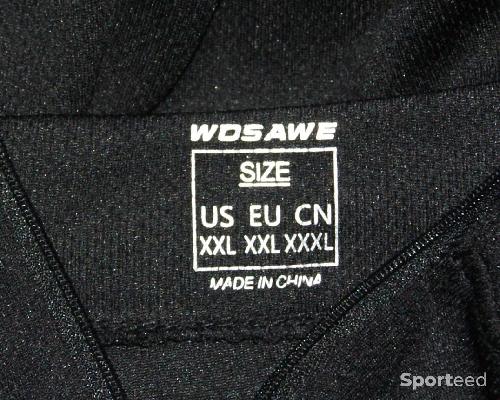 WOSAWE
SIZE
US EU CN
XXL XXL XXXL
MADE IN CHINA
Sporteed